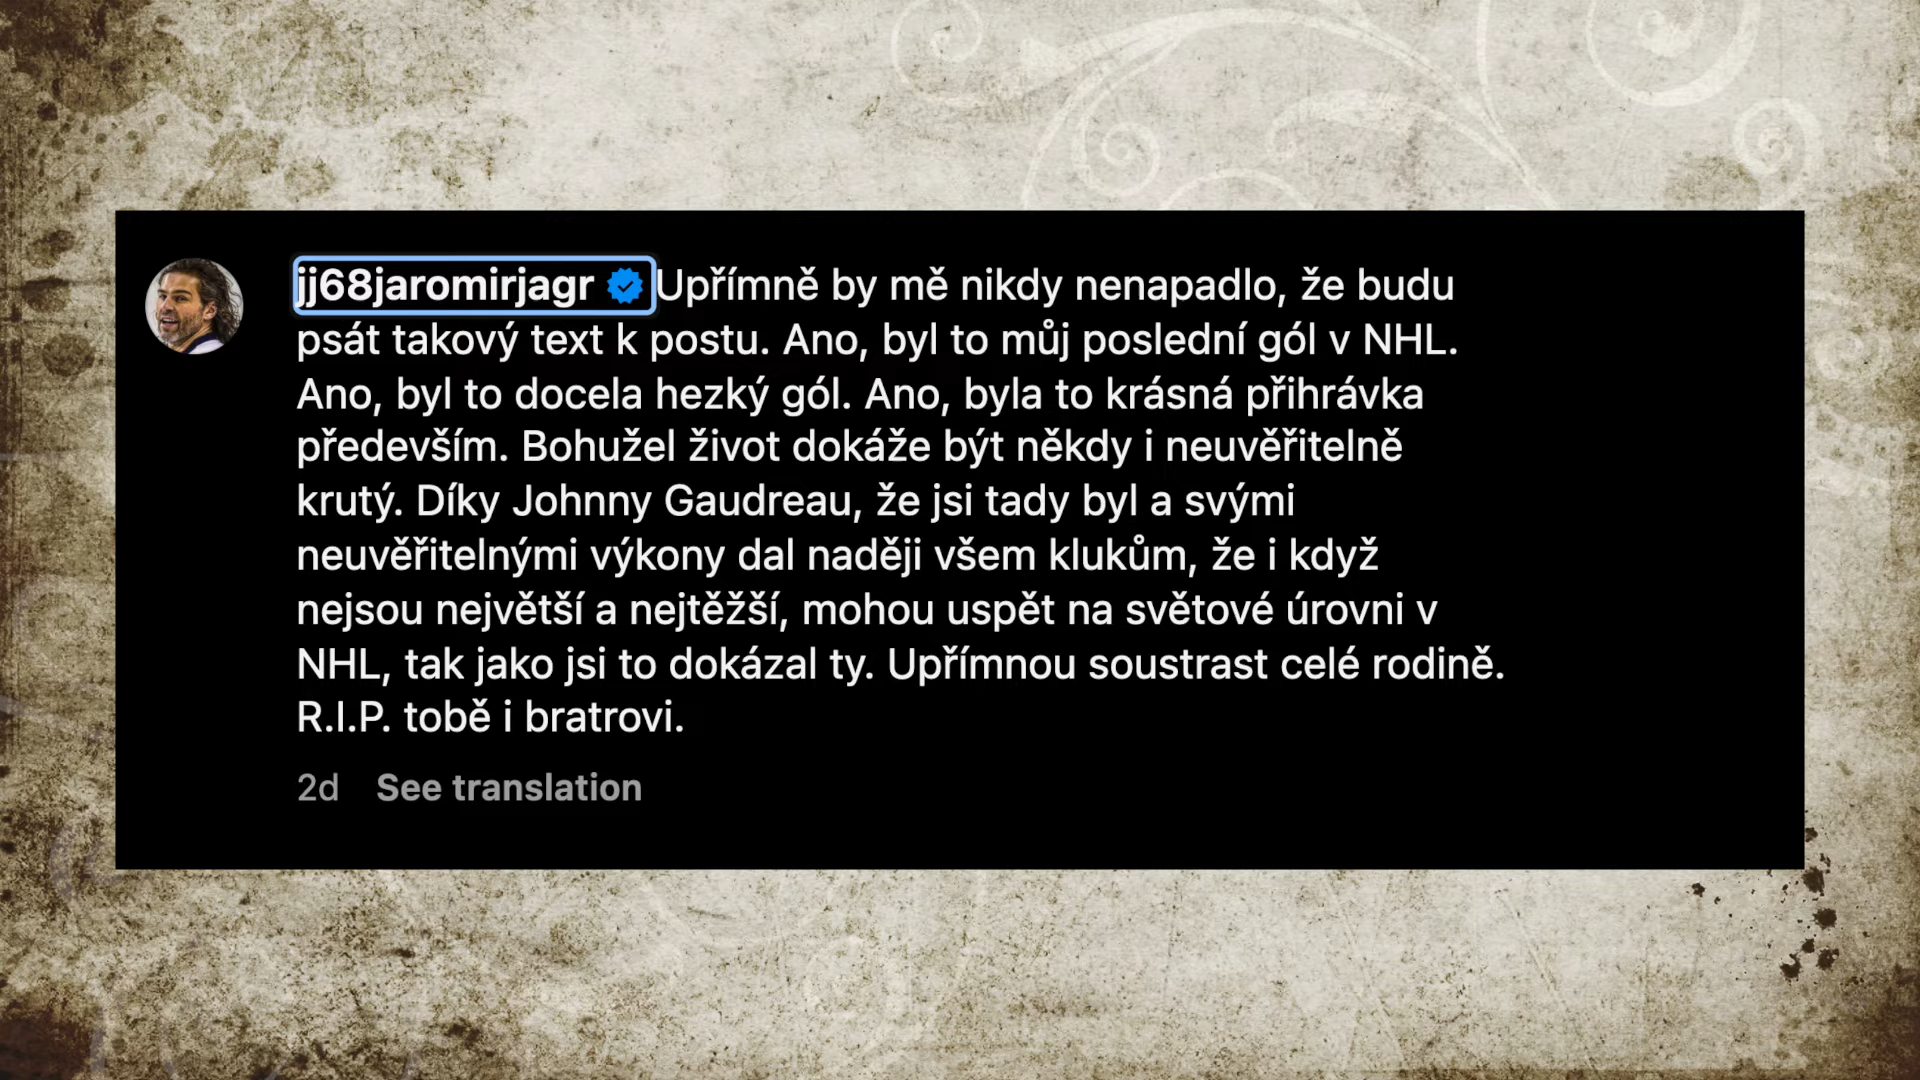 jj68jaromirjagr Upřímně by mě nikdy nenapadlo, že budu
psát takový text k postu. Ano, byl to můj poslední gól v NHL.
Ano, byl to docela hezký gól. Ano, byla to krásná přihrávka
především. Bohužel život dokáže být někdy i neuvěřitelně
krutý. Díky Johnny Gaudreau, že jsi tady byl a svými
neuvěřitelnými výkony dal naději všem klukům, že i když
nejsou největší a nejtěžší, mohou uspět na světové úrovni v
NHL, tak jako jsi to dokázal ty. Upřímnou soustrast celé rodině.
R.I.P. tobě i bratrovi.
2d See translation